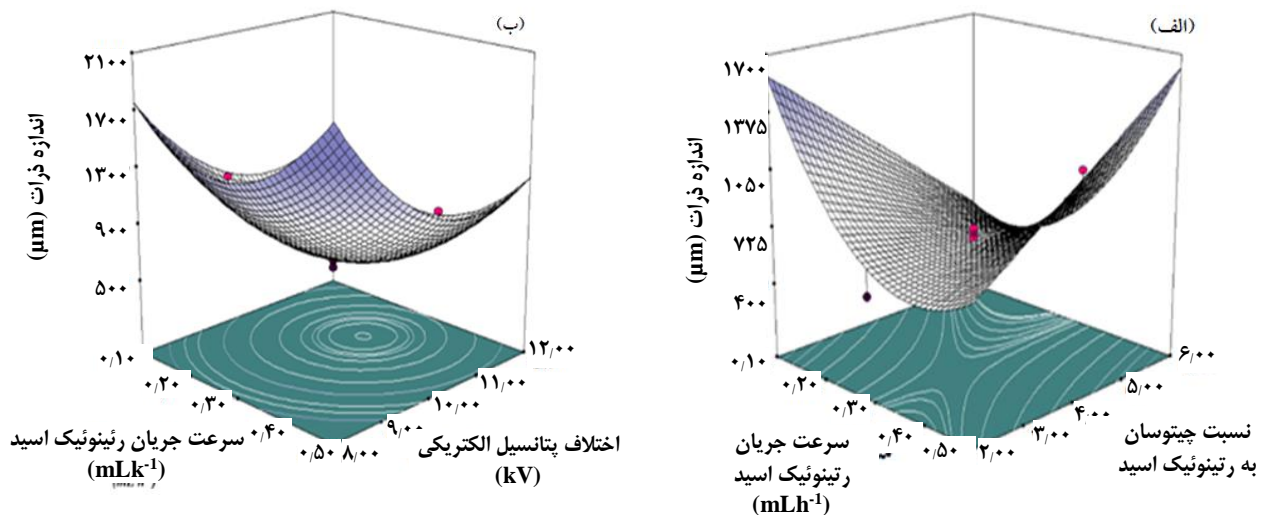 (الف)
۱۷۰۰
۱۳۷۵
۱۰۵۰
۷۲۵
۴۰۰
اندازه ذرات (µm)
۰/۱۰
۰/۲۰
۰/۳۰
۰/۴۰
۰/۵۰
۲/۰۰
۳/۰۰
۴/۰۰
۵/۰۰
۶/۰۰
سرعت جریان
رتینوئیک اسید
(mLh-1)
نسبت چیتوسان
به رتینوئیک اسید
(ب)
۲۱۰۰
۱۷۰۰
۱۳۰۰
۹۰۰
۵۰۰
اندازه ذرات (µm)
۰/۱۰
۰/۲۰
۰/۳۰
۰/۴۰
۰/۵۰
۸/۰۰
۹/۰۰
۱۰/۰۰
۱۱/۰۰
۱۲/۰۰
سرعت جریان رئینوئیک اسید
(mLk-1)
اختلاف پتانسیل الکتریکی
(kV)